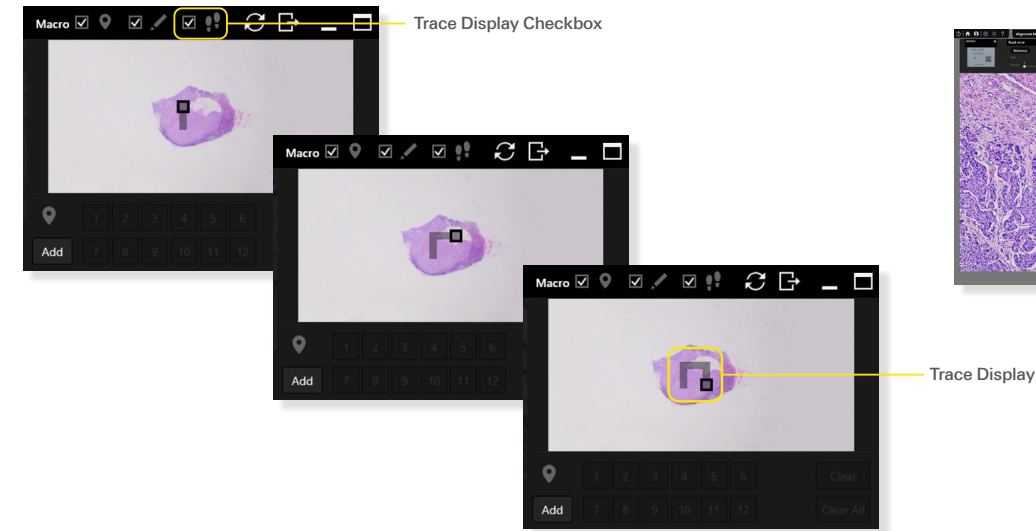 Macro
Trace Display Checkbox
1 2 3 4 5 6
Add 7 8 9 10 11 12
Macro
1 2 3 4 5 6
Add 7 8 9 10 11 12
Macro
Trace Display
1 2 3 4 5 6 Clear
Add 7 8 9 10 11 12 Clear All